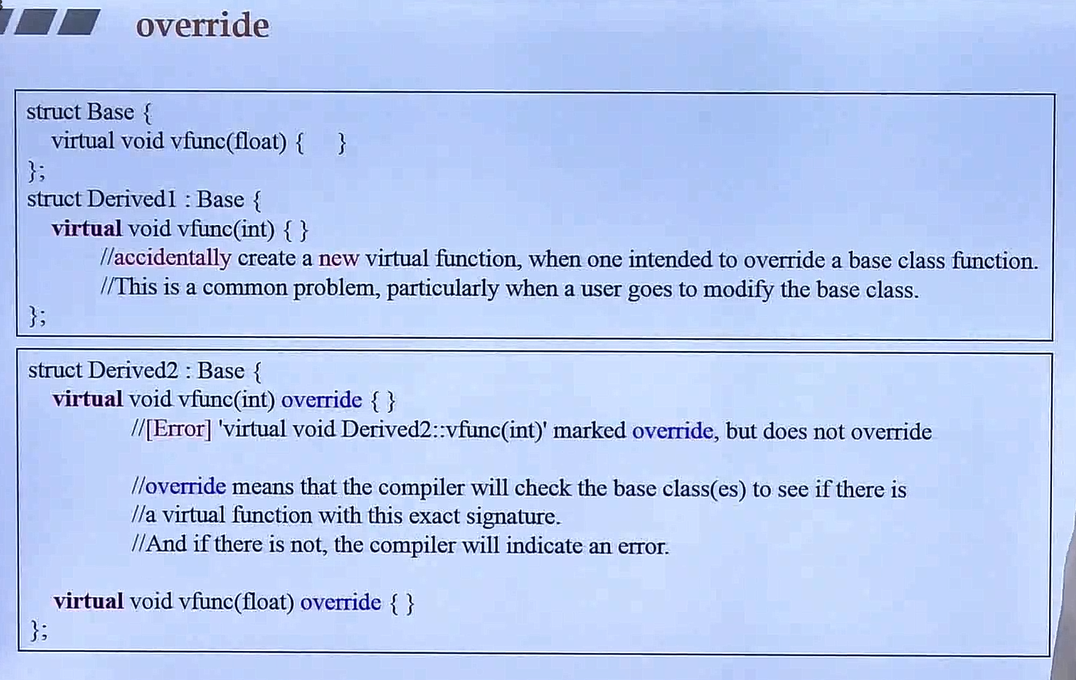 override
struct Base {
virtual void vfunc(float) { }
};
struct Derived1 : Base {
virtual void vfunc(int) { }
//accidentally create a new virtual function, when one intended to override a base class function.
//This is a common problem, particularly when a user goes to modify the base class.
};
struct Derived2 : Base {
virtual void vfunc(int) override { }
//[Error] 'virtual void Derived2::vfunc(int)' marked override, but does not override
//override means that the compiler will check the base class(es) to see if there is
//a virtual function with this exact signature.
//And if there is not, the compiler will indicate an error.
virtual void vfunc(float) override { }
};